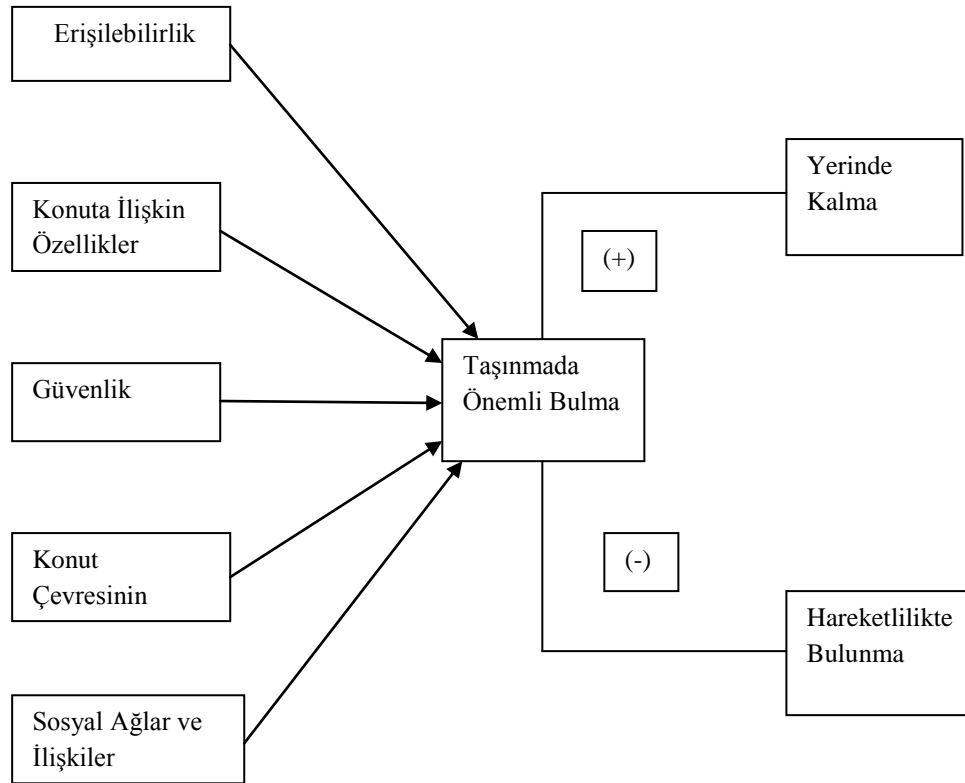 Erişilebilirlik
Konuta İlişkin
Özellikler
Güvenlik
Konut
Çevresinin
Sosyal Ağlar ve
İlişkiler
Taşınmada
Önemli Bulma
(+)
(-)
Yerinde
Kalma
Hareketlilikte
Bulunma